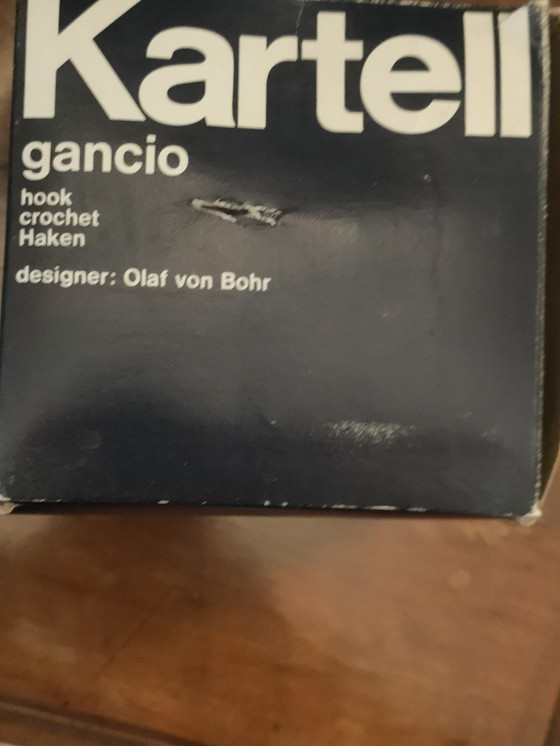 Kartell
gancio
hook
crochet
Haken
designer: Olaf von Bohr